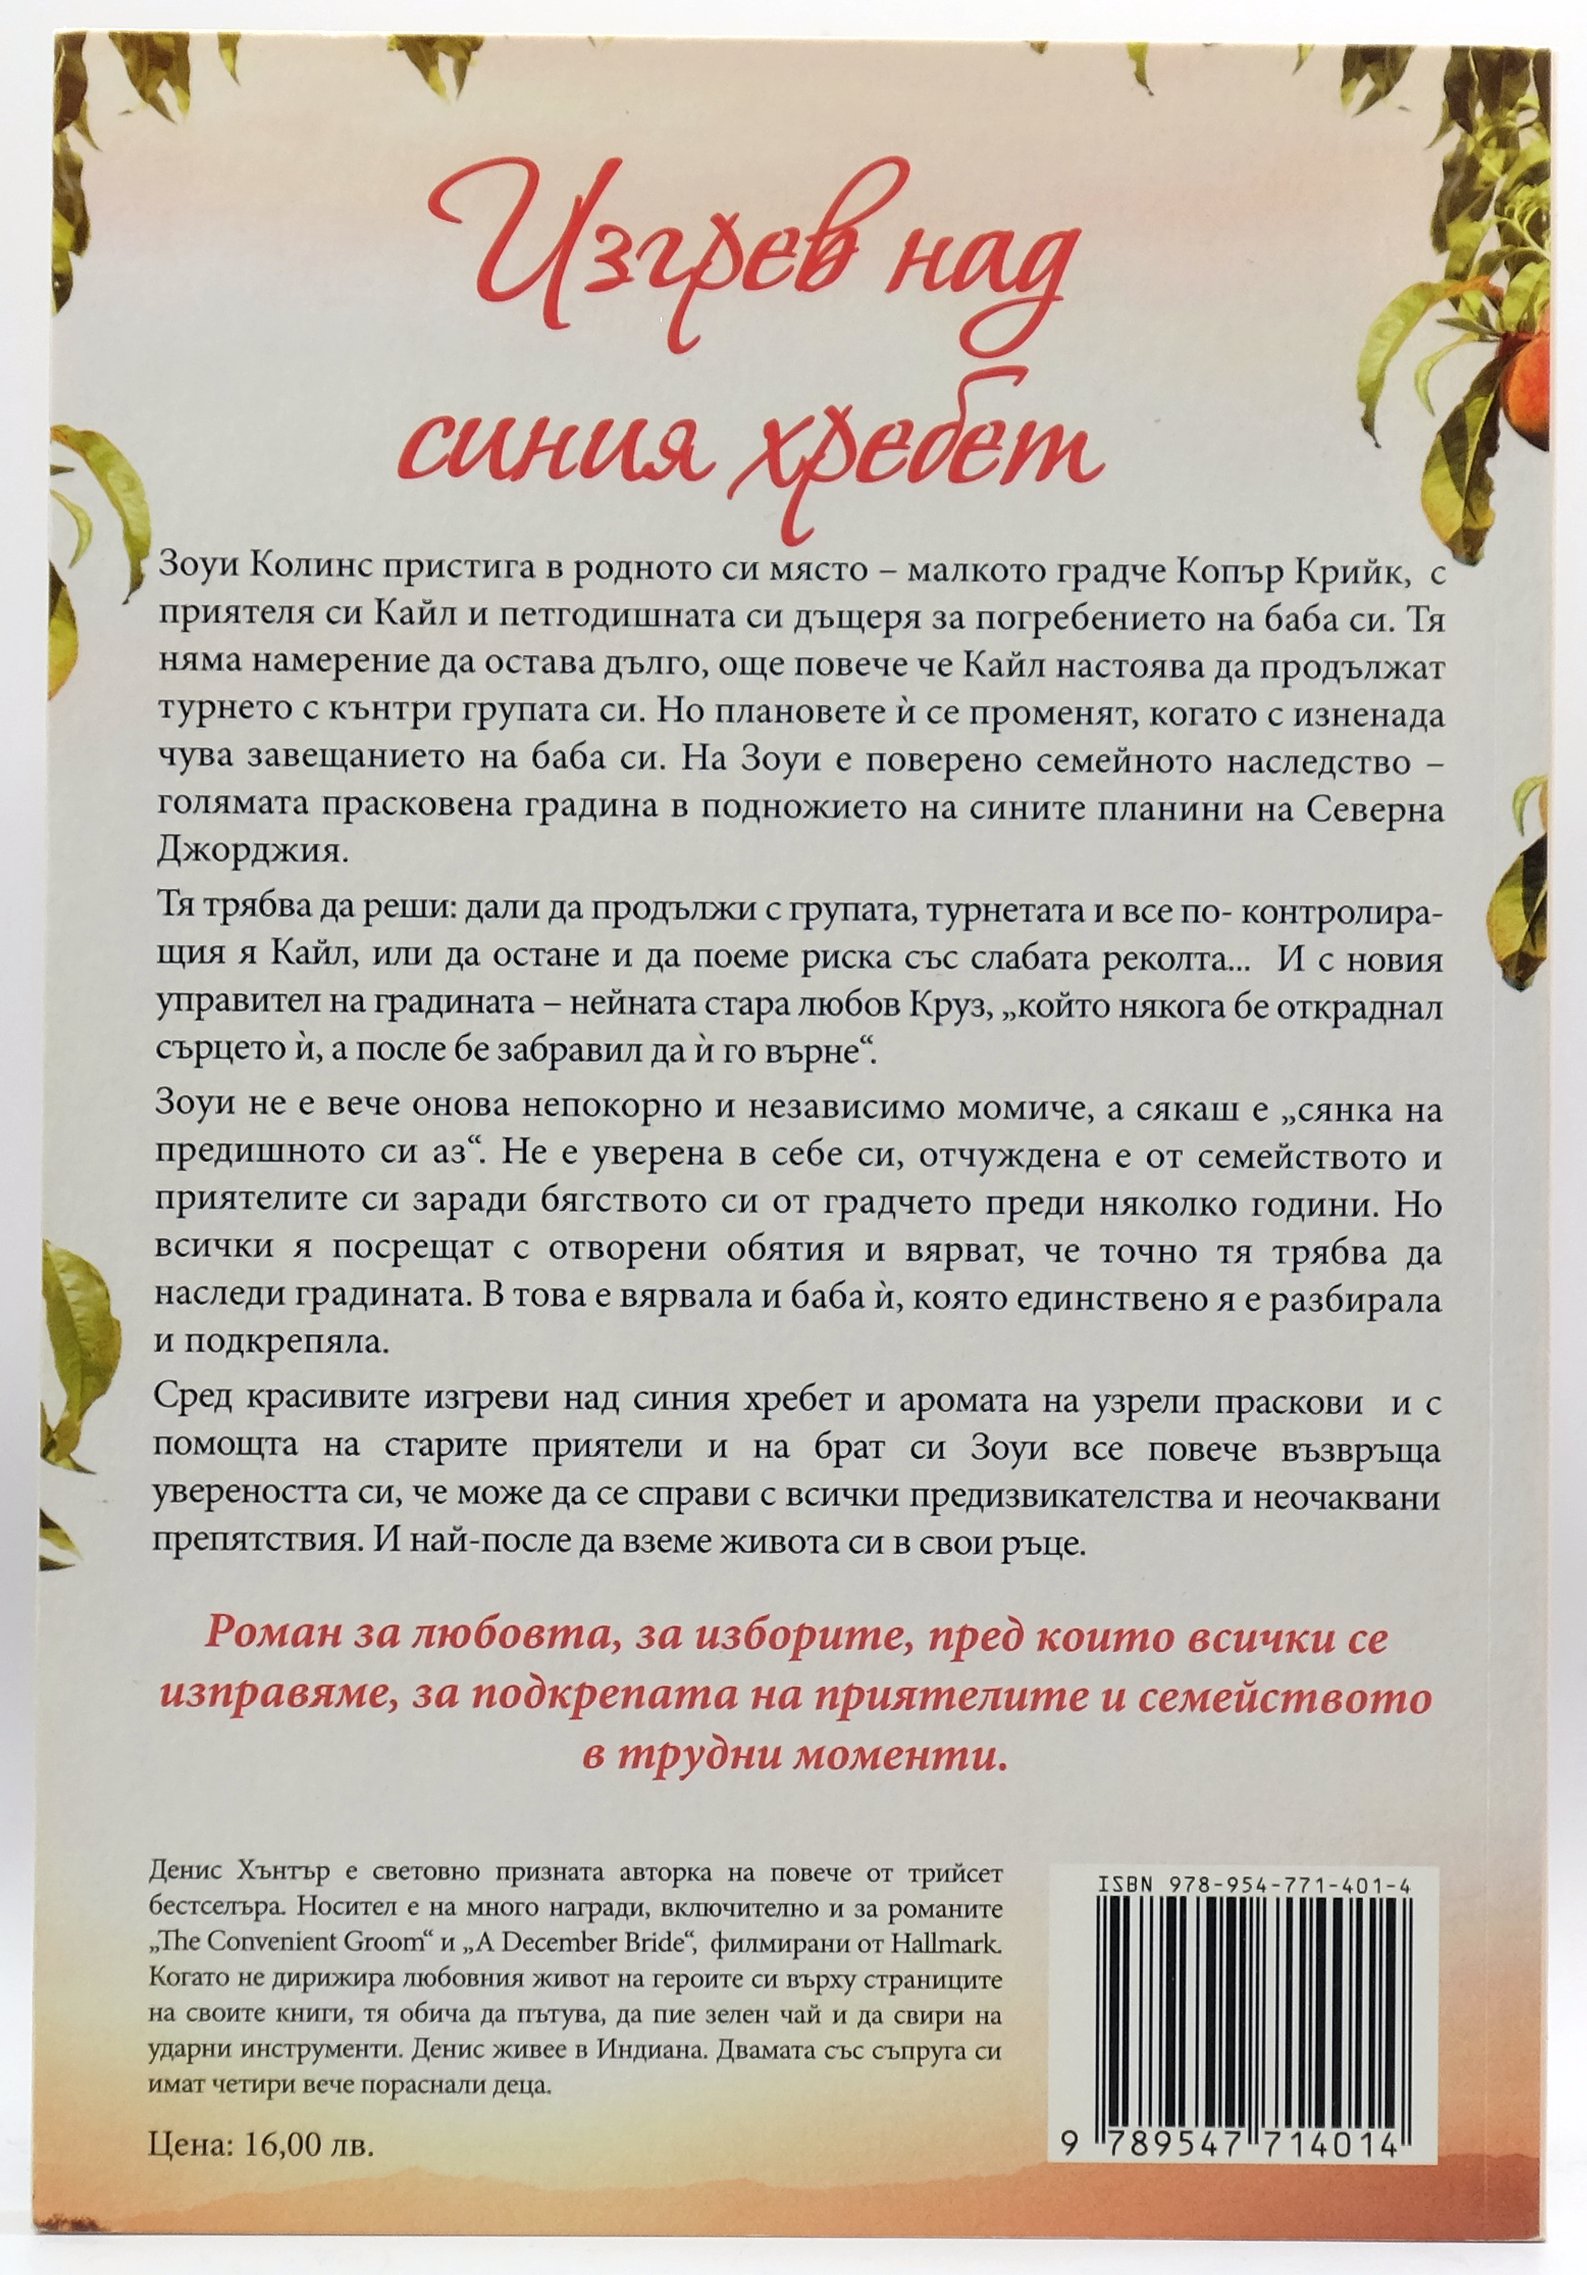 Изгрев над
синия хребет
Зоуи Колинс пристига в родното си място – малкото градче Копър Крийк, с
приятеля си Кайл и петгодишната си дъщеря за погребението на баба си. Тя
няма намерение да остава дълго, още повече че Кайл настоява да продължат
турнето с кънтри групата си. Но плановете ѝ се променят, когато с изненада
чува завещанието на баба си. На Зоуи е поверено семейното наследство –
голямата прасковена градина в подножието на сините планини на Северна
Джорджия.
Тя трябва да реши: дали да продължи с групата, турнетата и все по- контролира-
щия я Кайл, или да остане и да поеме риска със слабата реколта... И с новия
управител на градината – нейната стара любов Круз, „който някога бе откраднал
сърцето ѝ, а после бе забравил да ѝ го върне“.
Зоуи не е вече онова непокорно и независимо момиче, а сякаш е „сянка на
предишното си аз“. Не е уверена в себе си, отчуждена е от семейството и
приятелите си заради бягството си от градчето преди няколко години. Но
всички я посрещат с отворени обятия и вярват, че точно тя трябва да
наследи градината. В това е вярвала и баба ѝ, която единствено я е разбирала
и подкрепяла.
Сред красивите изгреви над синия хребет и аромата на узрели праскови и с
помощта на старите приятели и на брат си Зоуи все повече възвръща
увереността си, че може да се справи с всички предизвикателства и неочаквани
препятствия. И най-после да вземе живота си в свои ръце.
Роман за любовта, за изборите, пред които всички се
изправяме, за подкрепата на приятелите и семейството
в трудни моменти.
Денис Хънтър е световно призната авторка на повече от трийсет
бестселъра. Носител е на много награди, включително и за романите
„The Convenient Groom“ и „A December Bride“, филмирани от Hallmark.
Когато не дирижира любовния живот на героите си върху страниците
на своите книги, тя обича да пътува, да пие зелен чай и да свири на
ударни инструменти. Денис живее в Индиана. Двамата със съпруга си
имат четири вече пораснали деца.
Цена: 16,00 лв.
ISBN 978-954-771-401-4
9 789547 714014